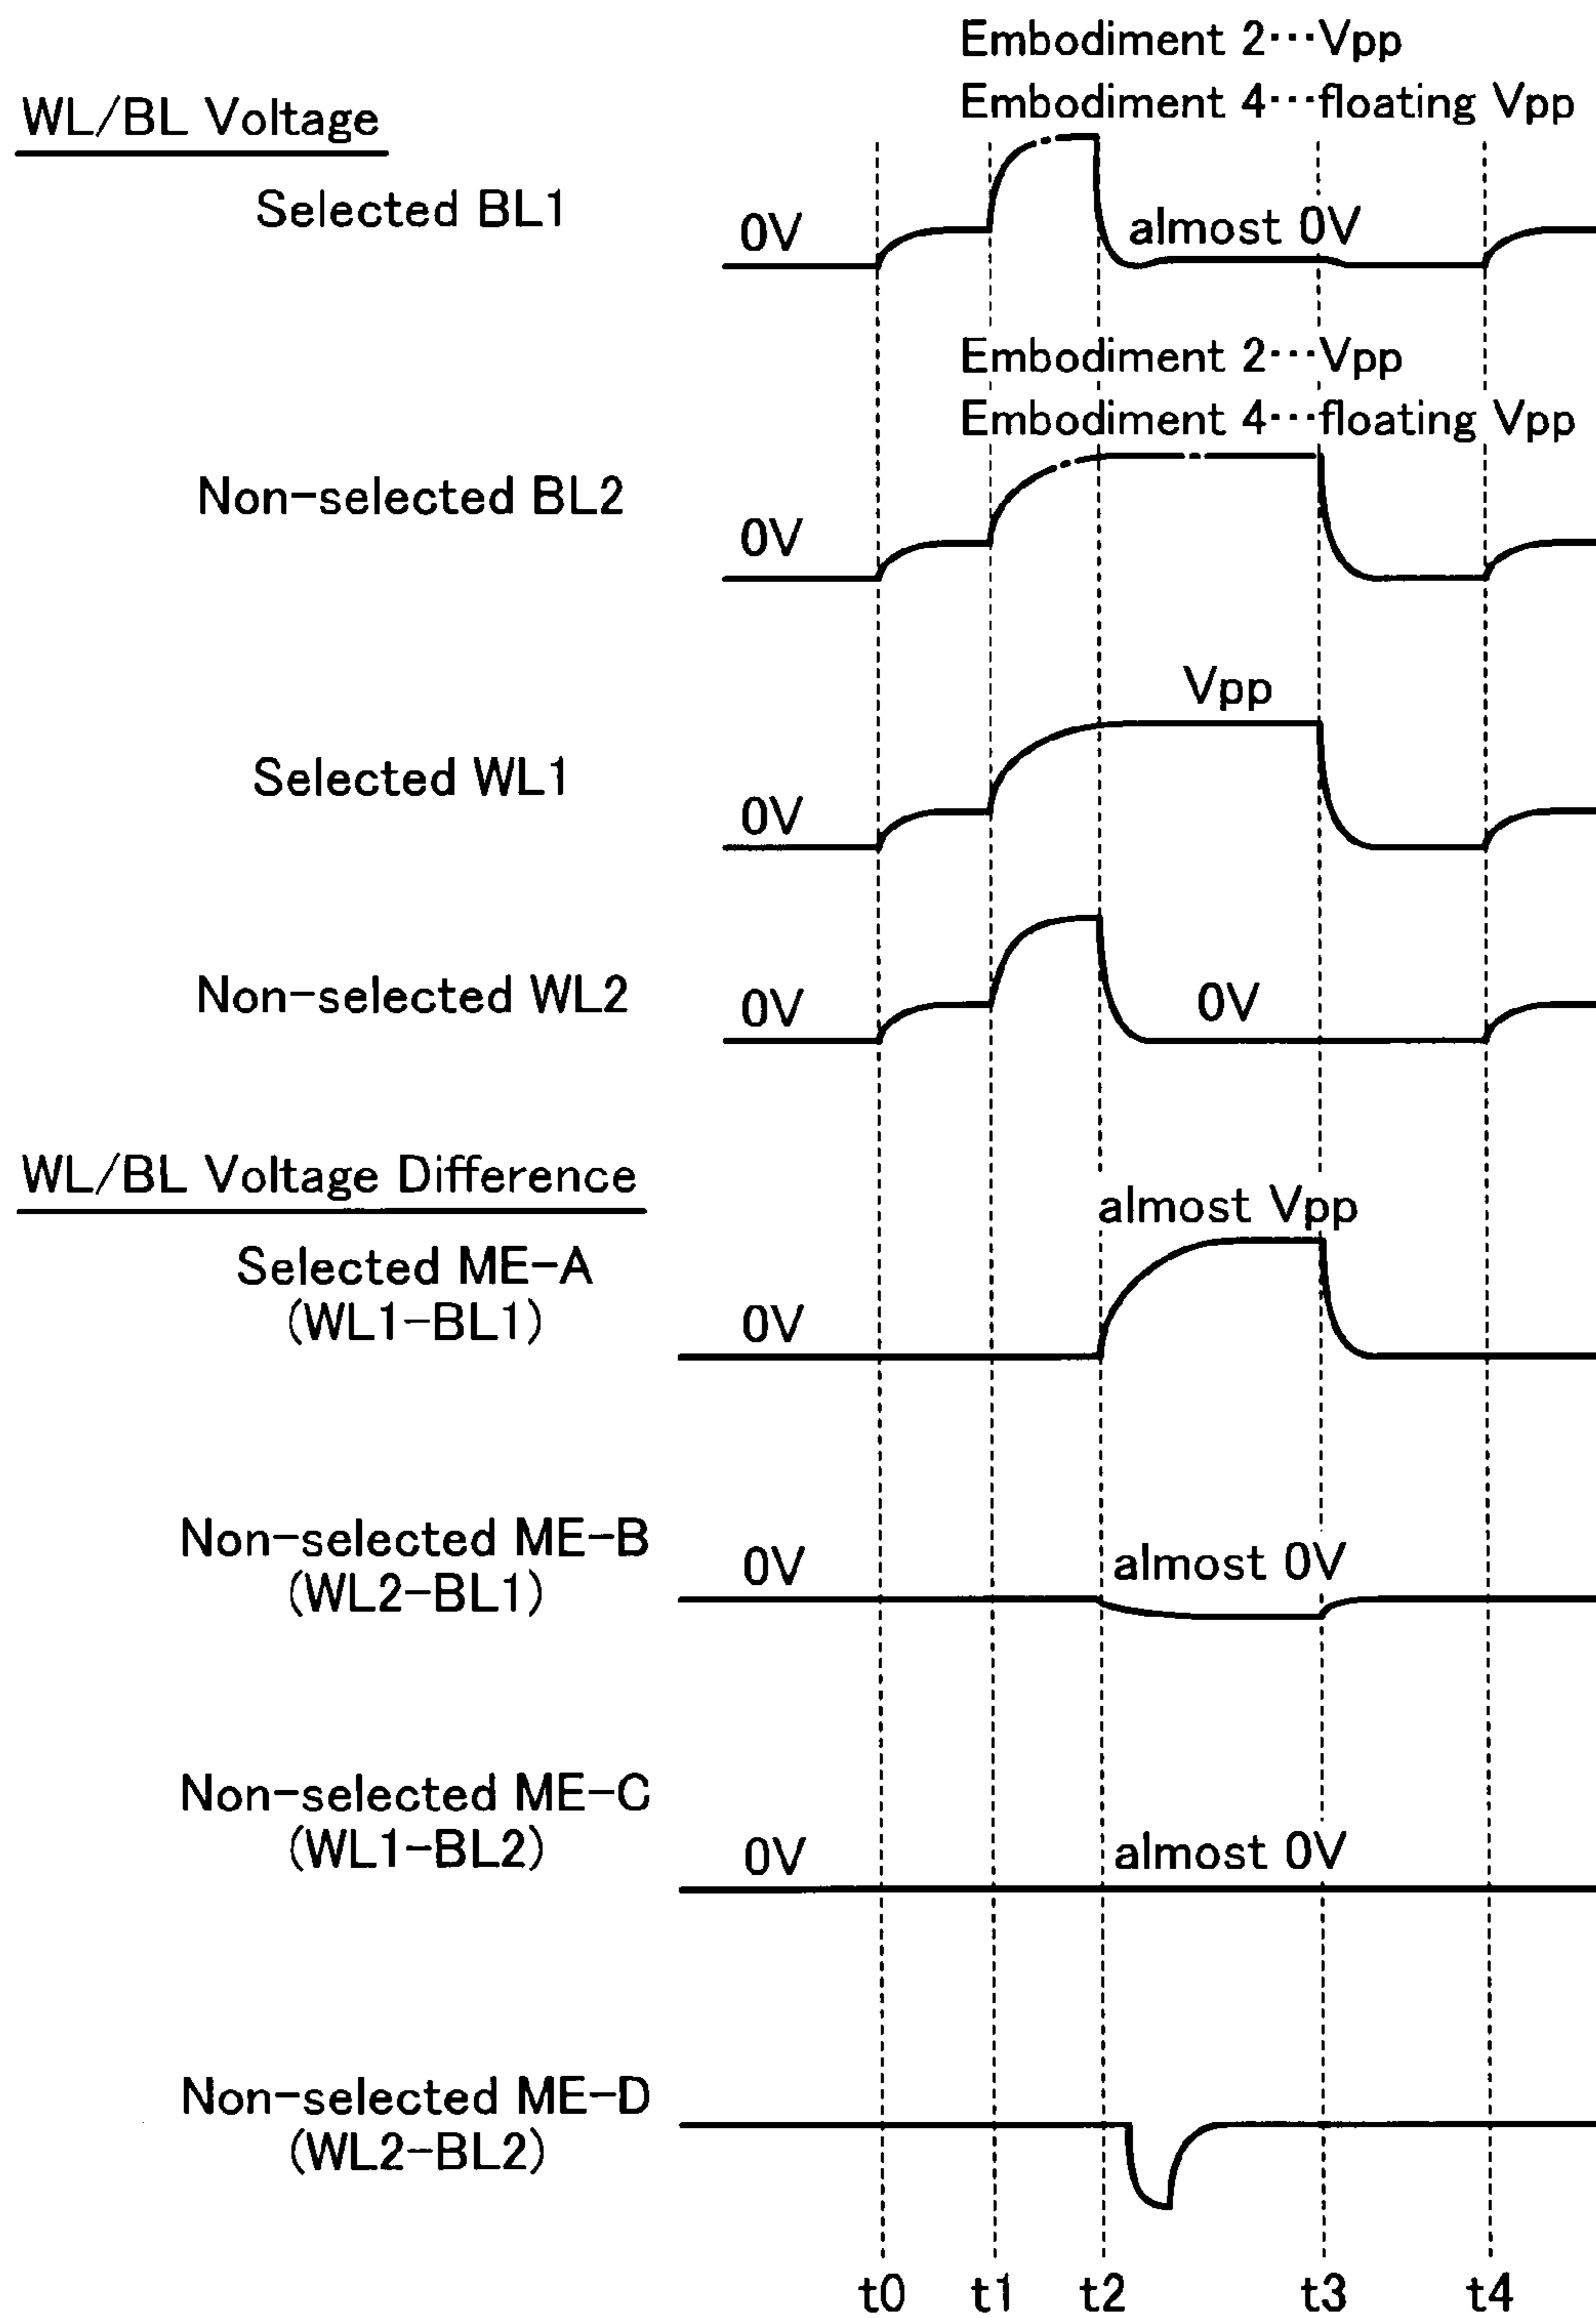 Embodiment 2···Vpp
Embodiment 4···floating Vpp
WL/BL Voltage
Selected BL1
0V
almost 0V
Embodiment 2···Vpp
Embodiment 4···floating Vpp
Non-selected BL2
0V
Vpp
Selected WL1
0V
Non-selected WL2
0V
0V
WL/BL Voltage Difference
almost Vpp
Selected ME-A
(WL1-BL1)
0V
Non-selected ME-B
(WL2-BL1)
0V
almost 0V
Non-selected ME-C
(WL1-BL2)
0V
almost 0V
Non-selected ME-D
(WL2-BL2)
t0 t1 t2 t3 t4